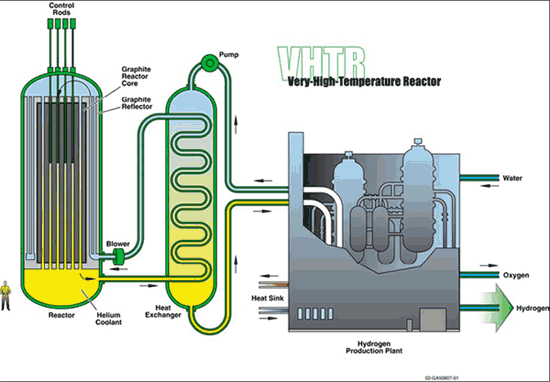 Control
Rods
Graphite
Reactor
Core
Graphite
Reflector
Pump
VHTR
Very-High-Temperature Reactor
Water
Blower
Oxygen
Heat Sink
Hydrogen
Reactor
Helium
Coolant
Heat
Exchanger
Hydrogen
Production Plant
02-GA50807-01